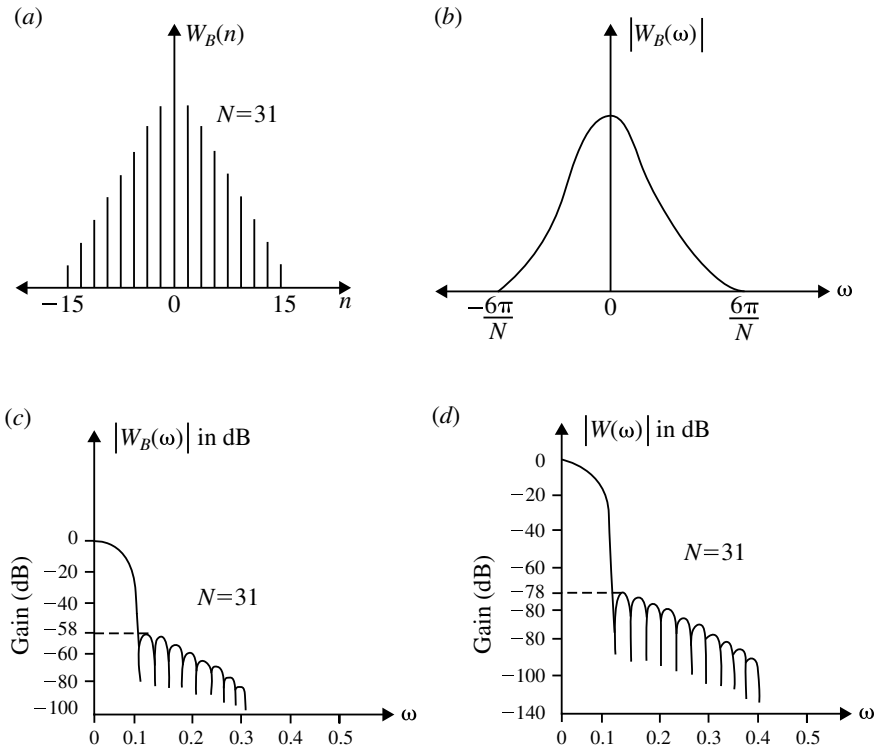 (a)
W_B(n)
N=31
−15 0 15 n
(b)
|W_B(ω)|
−6π/N 0 6π/N ω
(c)
|W_B(ω)| in dB
Gain (dB)
0
−20
−40
−58
−60
−80
−100
N=31
0 0.1 0.2 0.3 0.4 0.5 ω
(d)
|W(ω)| in dB
Gain (dB)
0
−20
−40
−60
−78
−80
−80
−100
−140
N=31
0 0.1 0.2 0.3 0.4 0.5 ω